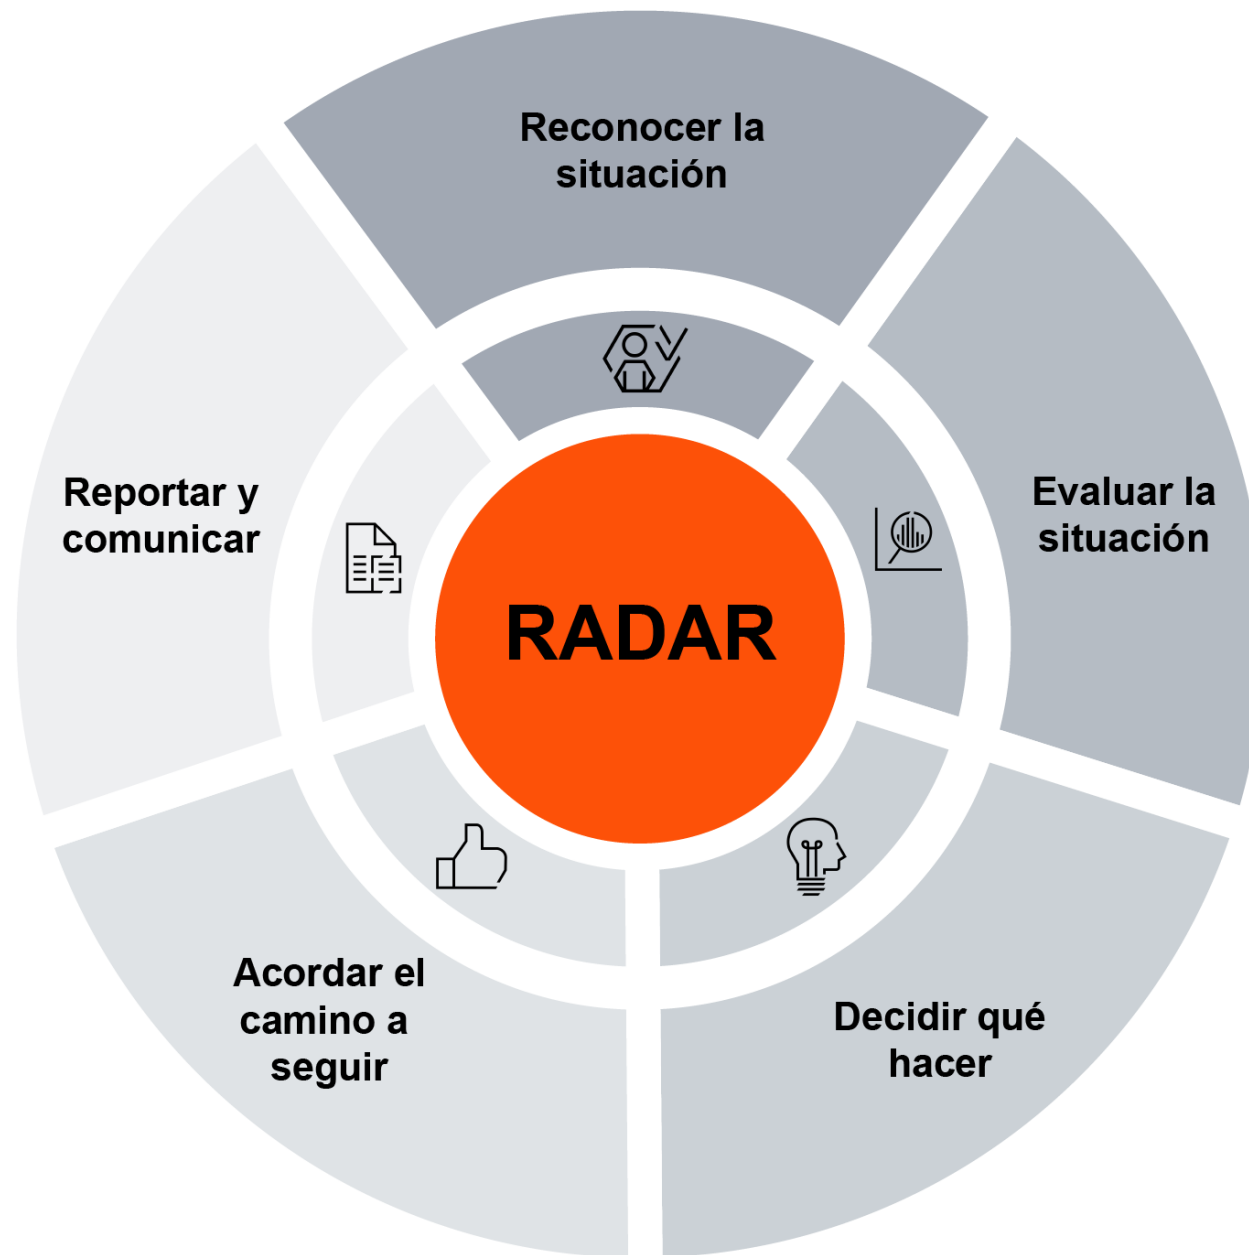 Reconocer la
situación
Evaluar la
situación
Decidir qué
hacer
Acordar el
camino a
seguir
Reportar y
comunicar
RADAR